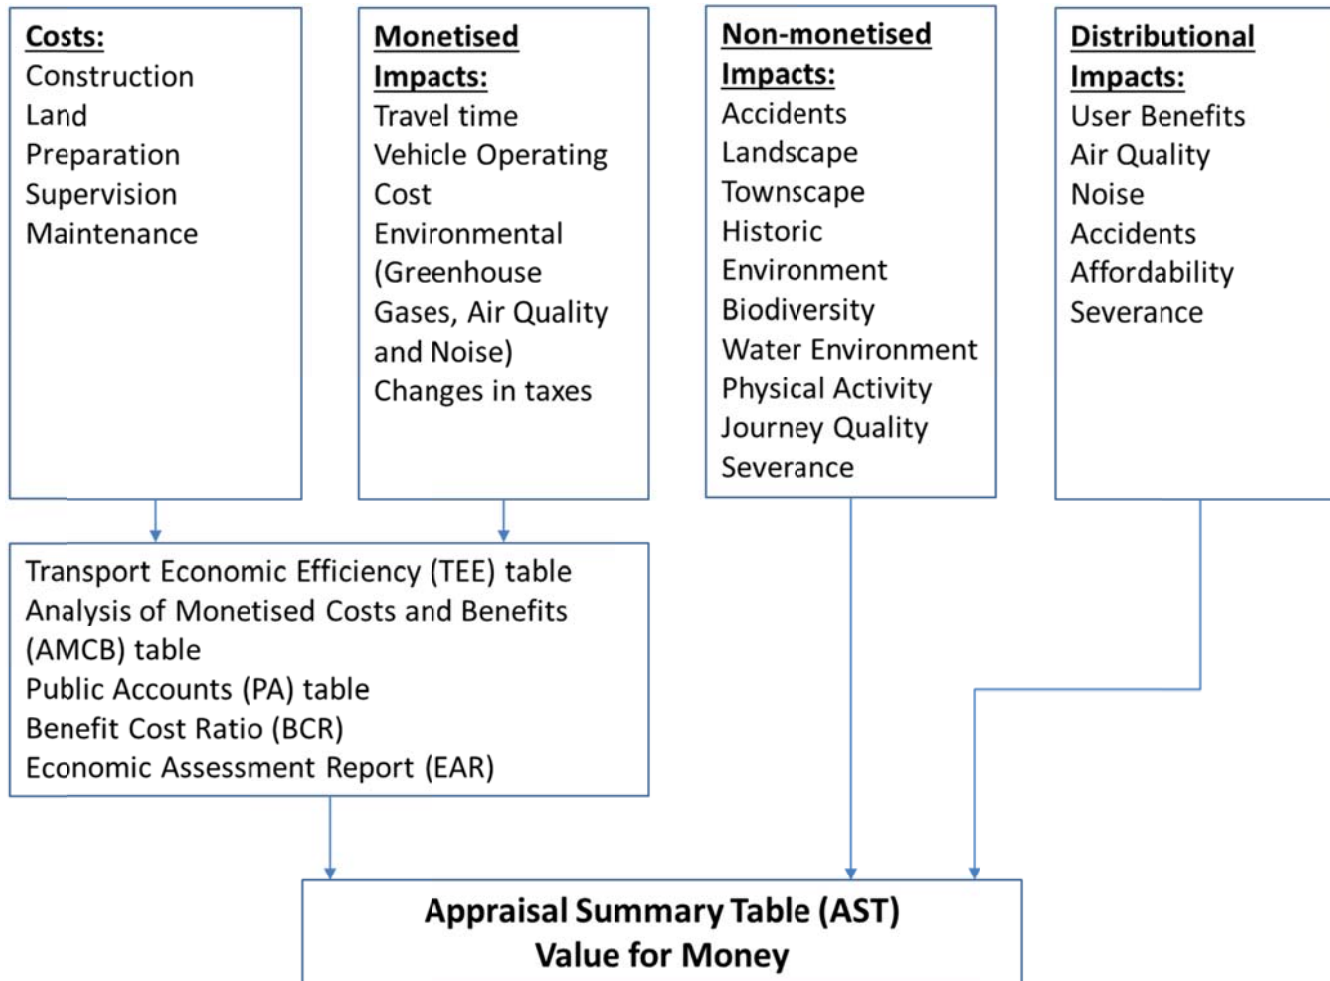 Costs:
Construction
Land
Preparation
Supervision
Maintenance
Monetised
Impacts:
Travel time
Vehicle Operating
Cost
Environmental
(Greenhouse
Gases, Air Quality
and Noise)
Changes in taxes
Non-monetised
Impacts:
Accidents
Landscape
Townscape
Historic
Environment
Biodiversity
Water Environment
Physical Activity
Journey Quality
Severance
Distributional
Impacts:
User Benefits
Air Quality
Noise
Accidents
Affordability
Severance
Transport Economic Efficiency (TEE) table
Analysis of Monetised Costs and Benefits
(AMCB) table
Public Accounts (PA) table
Benefit Cost Ratio (BCR)
Economic Assessment Report (EAR)
Appraisal Summary Table (AST)
Value for Money